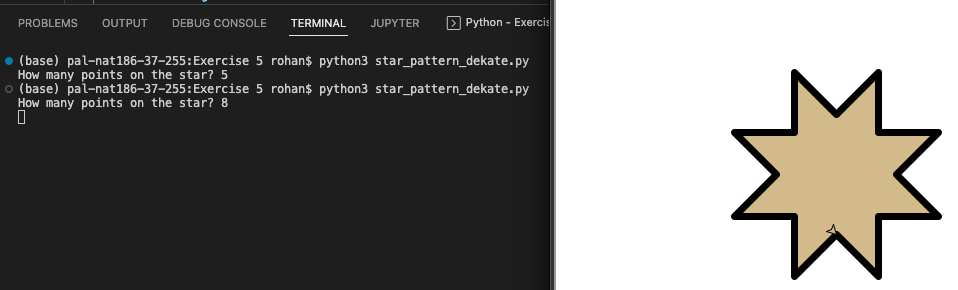 PROBLEMS OUTPUT DEBUG CONSOLE TERMINAL JUPYTER Python - Exercis
(base) pal-nat186-37-255:Exercise 5 rohan$ python3 star_pattern_dekate.py
How many points on the star? 5
(base) pal-nat186-37-255:Exercise 5 rohan$ python3 star_pattern_dekate.py
How many points on the star? 8